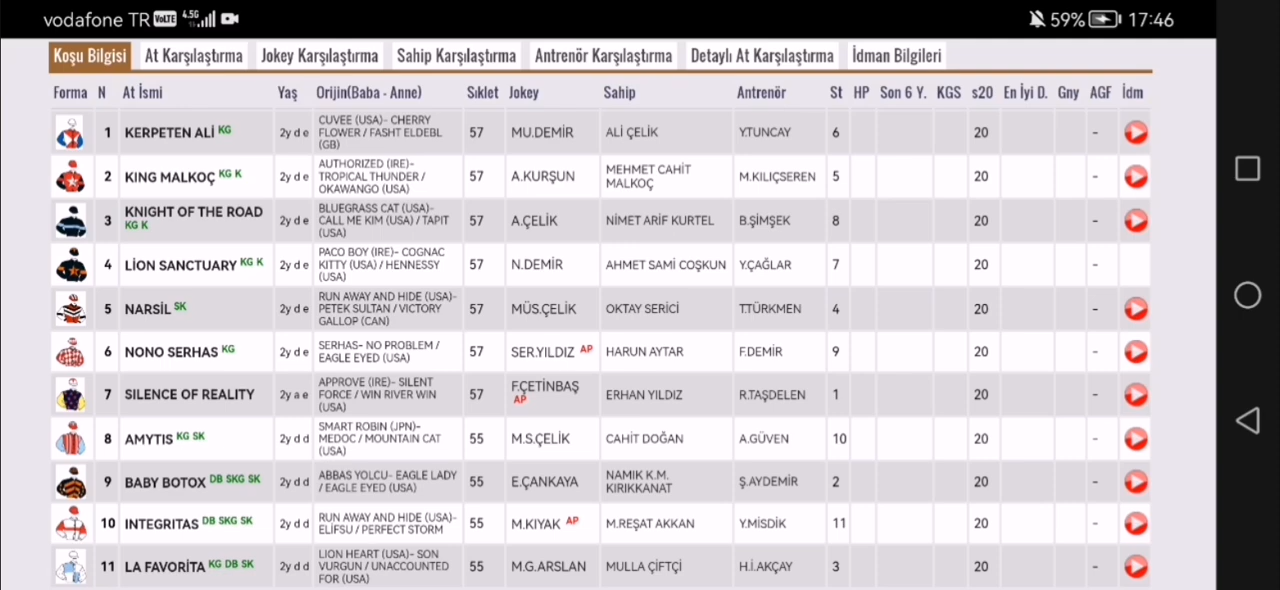 vodafone TR VoLTE 4.5G 59% 17:46
Koşu Bilgisi At Karşılaştırma Jokey Karşılaştırma Sahip Karşılaştırma Antrenör Karşılaştırma Detaylı At Karşılaştırma İdman Bilgileri
Forma N At İsmi Yaş Orijin(Baba - Anne) Sıklet Jokey Sahip Antrenör St HP Son 6 Y. KGS s20 En İyi D. Gny AGF İdm
1 KERPETEN ALİ KG 2y d e CUVEE (USA)- CHERRY FLOWER / FASHT ELDEBL (GB) 57 MU.DEMİR ALİ ÇELİK Y.TUNCAY 6 20 -
2 KING MALKOÇ KG K 2y d e AUTHORIZED (IRE)- TROPICAL THUNDER / OKAWANGO (USA) 57 A.KURŞUN MEHMET CAHİT MALKOÇ M.KILIÇSEREN 5 20 -
3 KNIGHT OF THE ROAD KG K 2y d e BLUEGRASS CAT (USA)- CALL ME KIM (USA) / TAPIT (USA) 57 A.ÇELİK NİMET ARİF KURTEL B.ŞİMŞEK 8 20 -
4 LİON SANCTUARY KG K 2y d e PACO BOY (IRE)- COGNAC KITTY (USA) / HENNESSY (USA) 57 N.DEMİR AHMET SAMİ COŞKUN Y.ÇAĞLAR 7 20 -
5 NARSİL SK 2y d e RUN AWAY AND HIDE (USA)- PETEK SULTAN / VICTORY GALLOP (CAN) 57 MÜS.ÇELİK OKTAY SERİCİ T.TÜRKMEN 4 20 -
6 NONO SERHAS KG 2y d e SERHAS- NO PROBLEM / EAGLE EYED (USA) 57 SER.YILDIZ AP HARUN AYTAR F.DEMİR 9 20 -
7 SILENCE OF REALITY 2y a e APPROVE (IRE)- SILENT FORCE / WIN RIVER WIN (USA) 57 F.ÇETİNBAŞ AP ERHAN YILDIZ R.TAŞDELEN 1 20 -
8 AMYTIS KG SK 2y d d SMART ROBIN (JPN)- MEDOC / MOUNTAIN CAT (USA) 55 M.S.ÇELİK CAHİT DOĞAN A.GÜVEN 10 20 -
9 BABY BOTOX DB SKG SK 2y d d ABBAS YOLCU- EAGLE LADY / EAGLE EYED (USA) 55 E.ÇANKAYA NAMIK K.M. KIRIKKANAT Ş.AYDEMİR 2 20 -
10 INTEGRITAS DB SKG SK 2y d d RUN AWAY AND HIDE (USA)- ELİFSU / PERFECT STORM 55 M.KIYAK AP M.REŞAT AKKAN Y.MİSDİK 11 20 -
11 LA FAVORİTA KG DB SK 2y d d LION HEART (USA)- SON VURGUN / UNACCOUNTED FOR (USA) 55 M.G.ARSLAN MULLA ÇİFTÇİ H.İ.AKÇAY 3 20 -